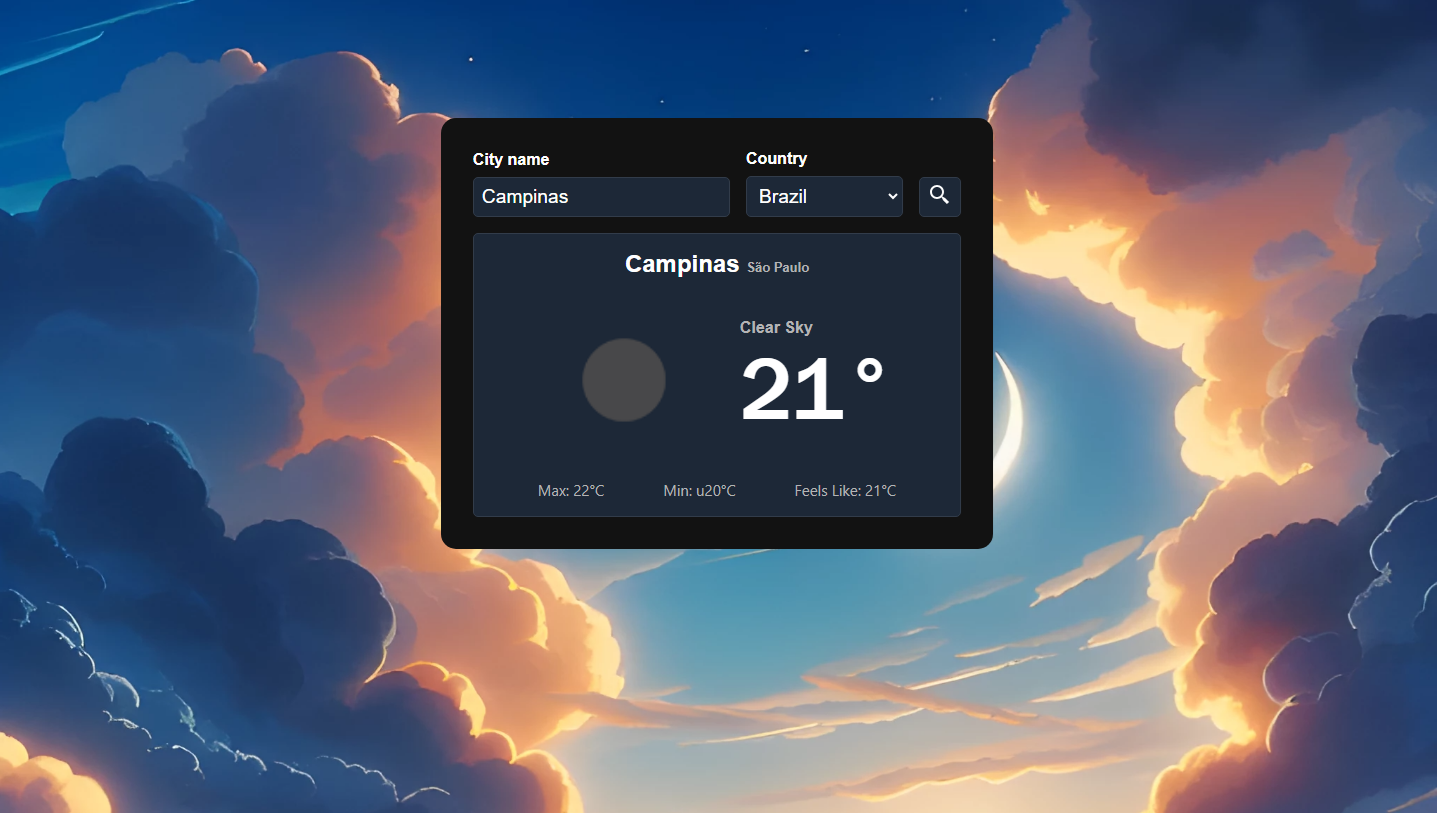 City name Country
Campinas Brazil
Campinas São Paulo
Clear Sky
21°
Max: 22°C Min: u20°C Feels Like: 21°C